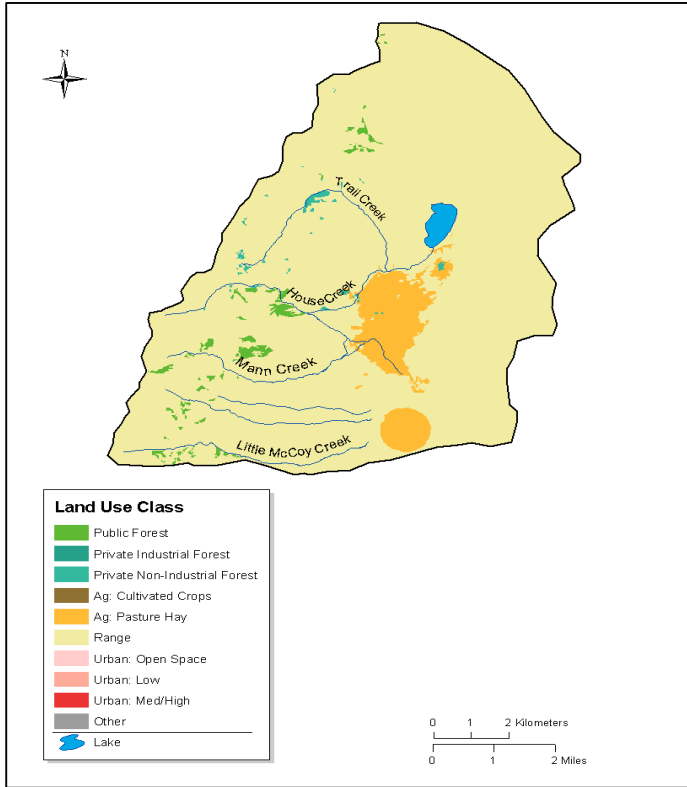 N
Trail Creek
HouseCreek
Mann Creek
Little McCoy Creek
Land Use Class
Public Forest
Private Industrial Forest
Private Non-Industrial Forest
Ag: Cultivated Crops
Ag: Pasture Hay
Range
Urban: Open Space
Urban: Low
Urban: Med/High
Other
Lake
0 1 2 Kilometers
0 1 2 Miles